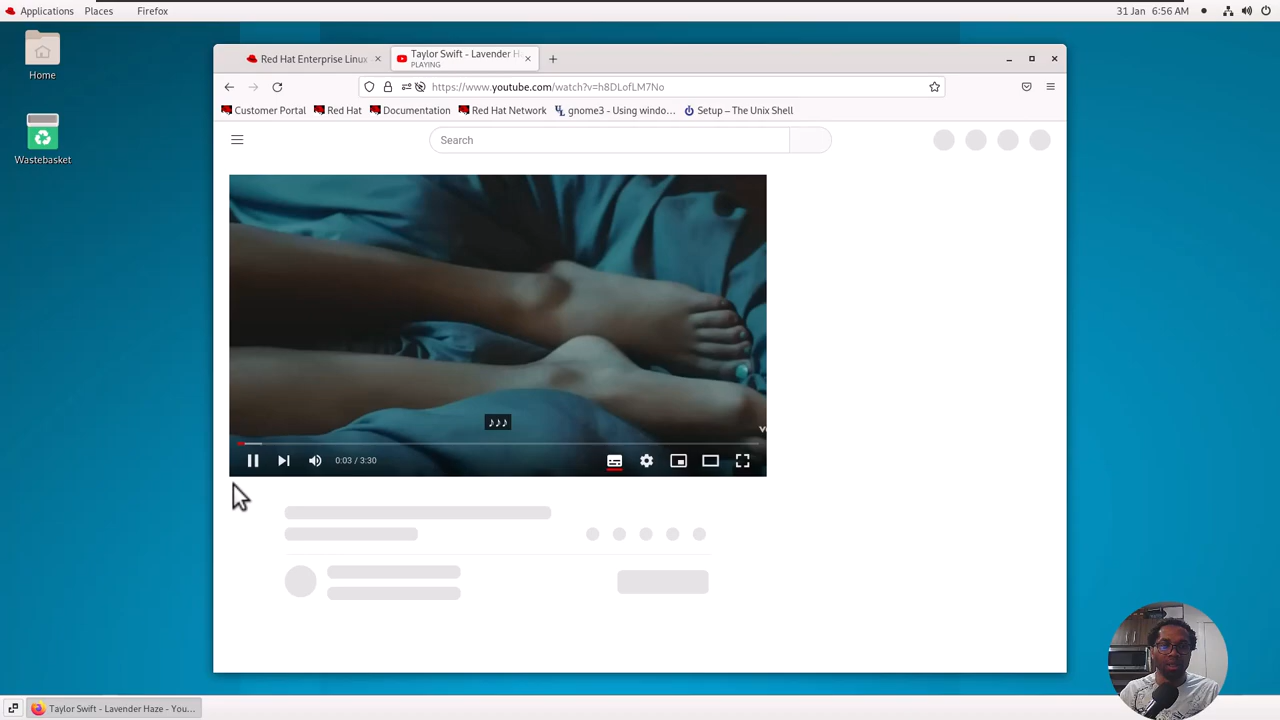 Applications Places Firefox 31 Jan 6:56 AM
Home
Wastebasket
Red Hat Enterprise Linux
Taylor Swift - Lavender H
PLAYING
https://www.youtube.com/watch?v=h8DLofLM7No
Customer Portal Red Hat Documentation Red Hat Network gnome3 - Using windo... Setup – The Unix Shell
Search
♪♪♪
0:03 / 3:30
Taylor Swift - Lavender Haze - You...